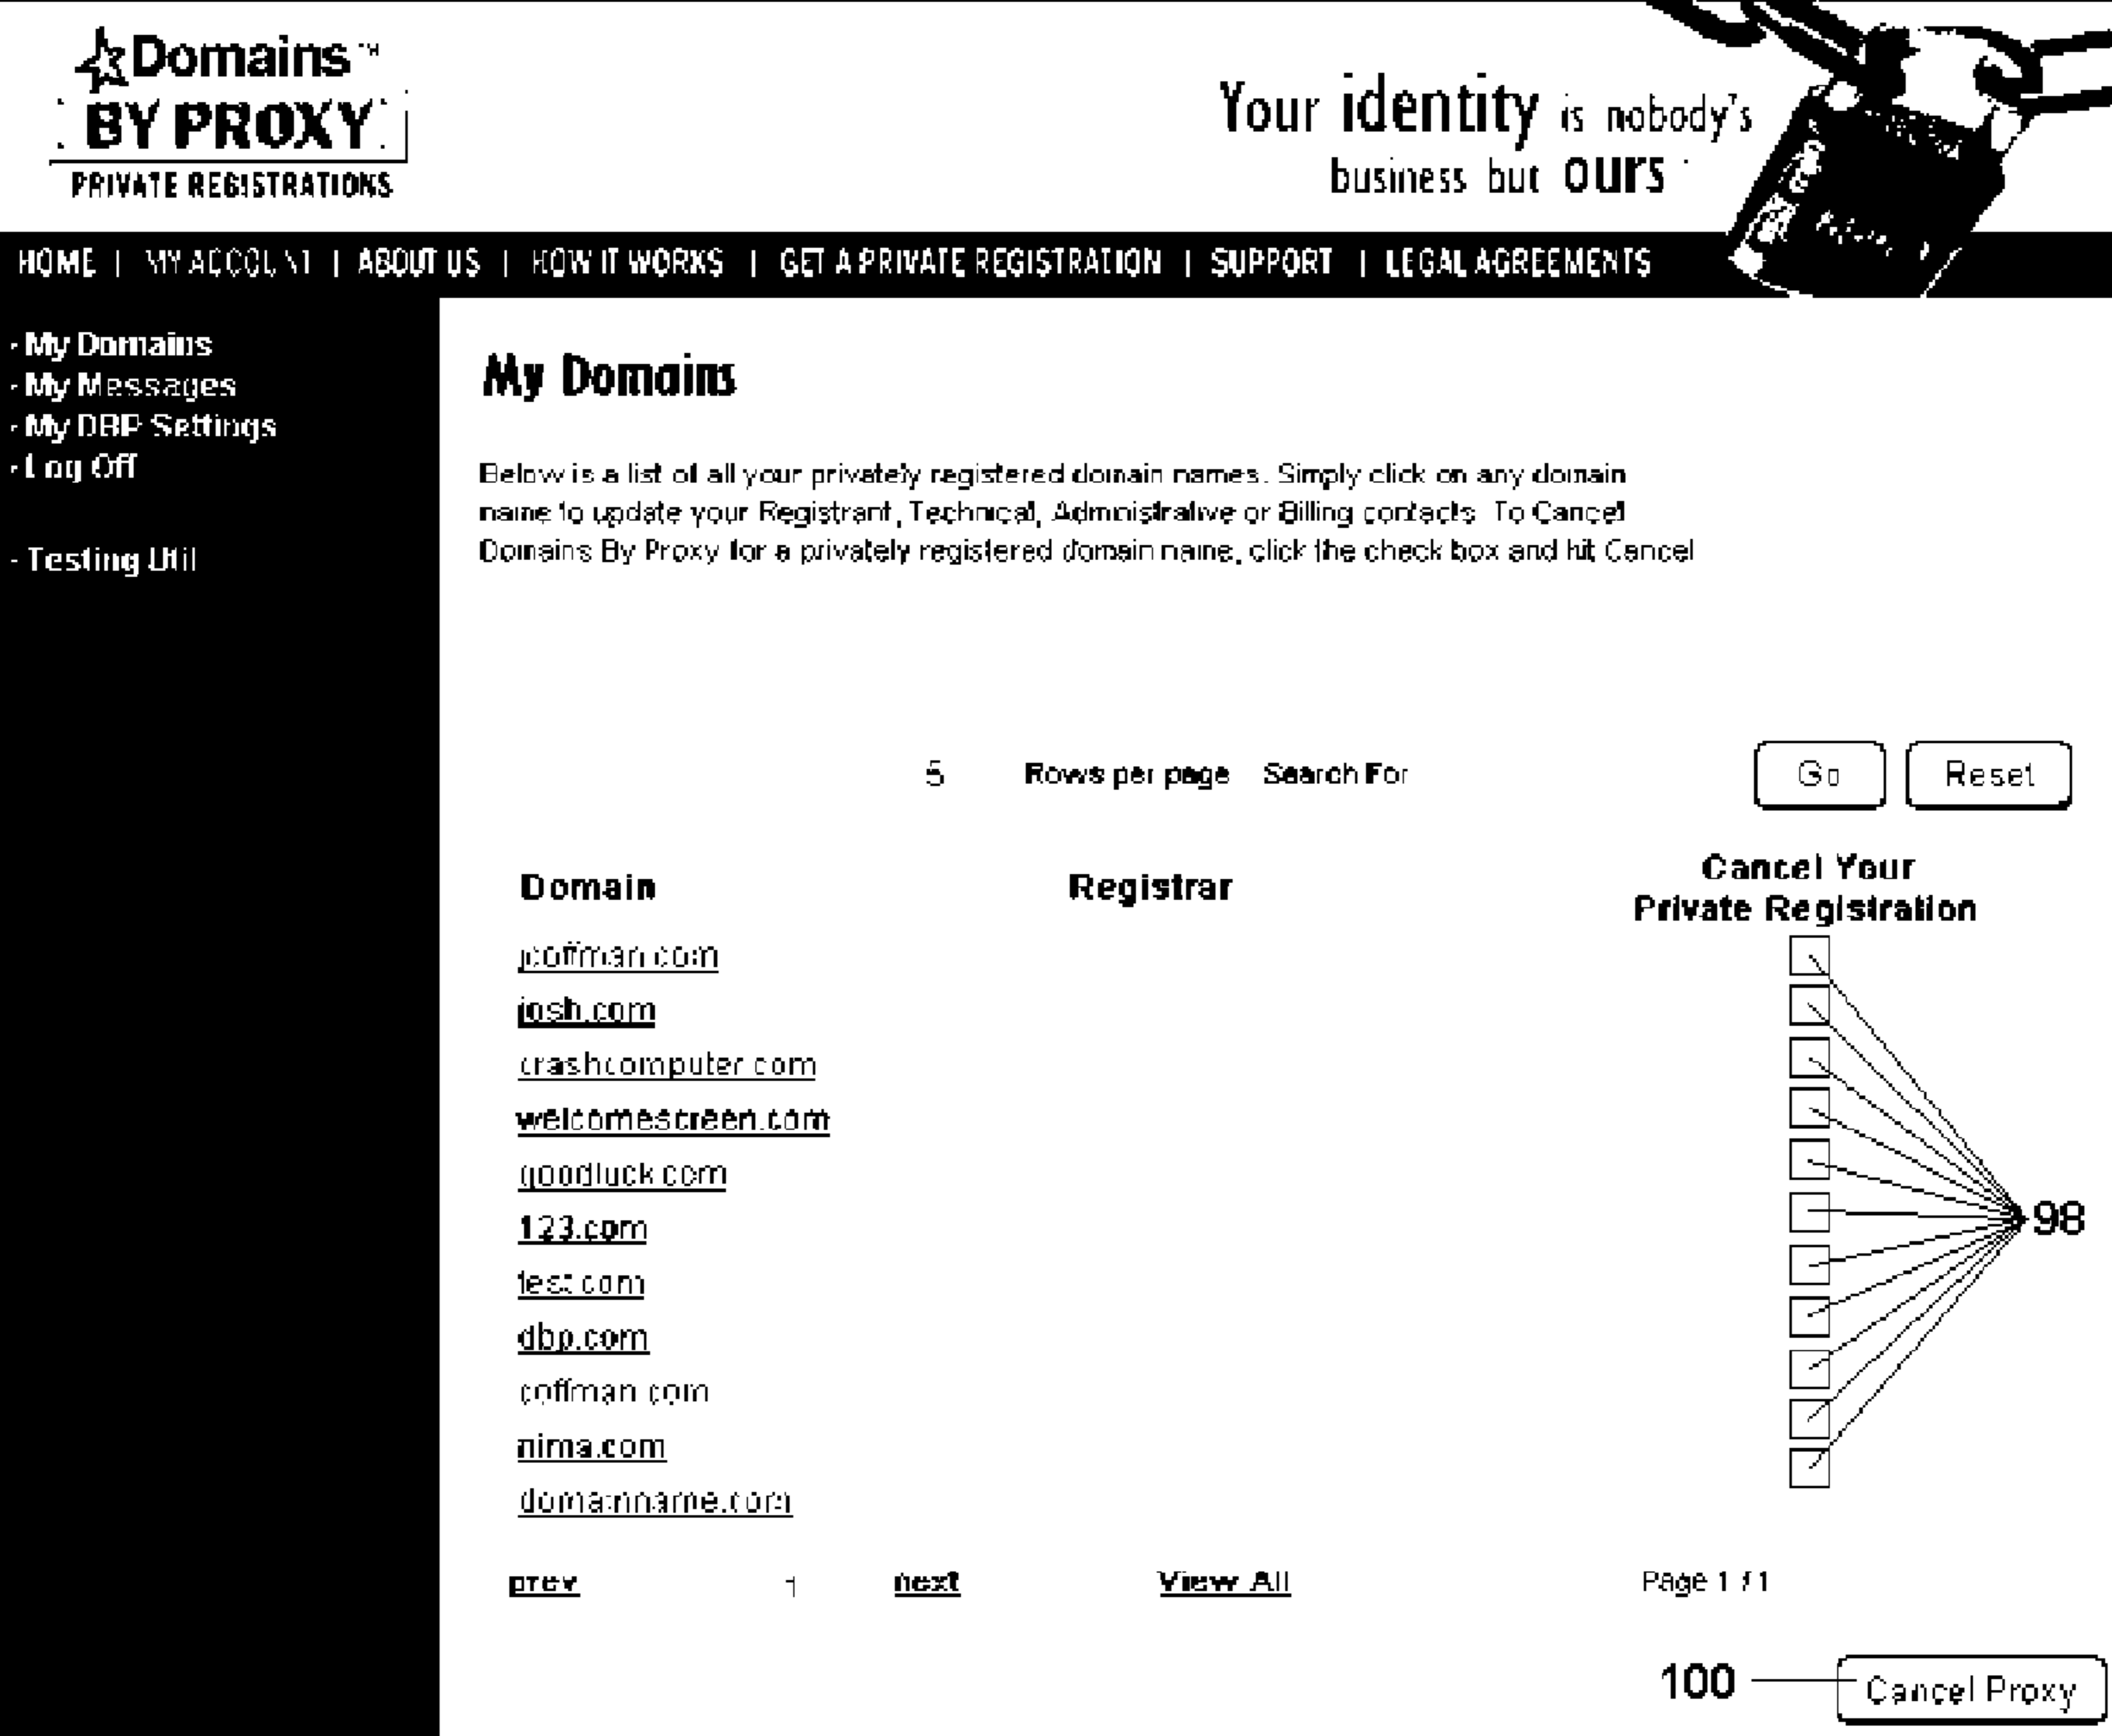 Domains™
BY PROXY
PRIVATE REGISTRATIONS
Your identity is nobody's
business but ours
HOME | MY ACCOUNT | ABOUT US | HOW IT WORKS | GET A PRIVATE REGISTRATION | SUPPORT | LEGAL AGREEMENTS
- My Domains
- My Messages
- My DBP Settings
- Log Off
- Testing Util
My Domains
Below is a list of all your privately registered domain names. Simply click on any domain
name to update your Registrant, Technical, Administrative or Billing contacts. To Cancel
Domains By Proxy for a privately registered domain name, click the check box and hit Cancel
5 Rows per page Search For Go Reset
Domain Registrar Cancel Your
Private Registration
jcoffman.com
josh.com
crashcomputer.com
welcomescreen.com
goodluck.com
123.com
test.com
dbp.com
coffman.com
nima.com
domainname.com
98
prev 1 next View All Page 1 / 1
100 Cancel Proxy